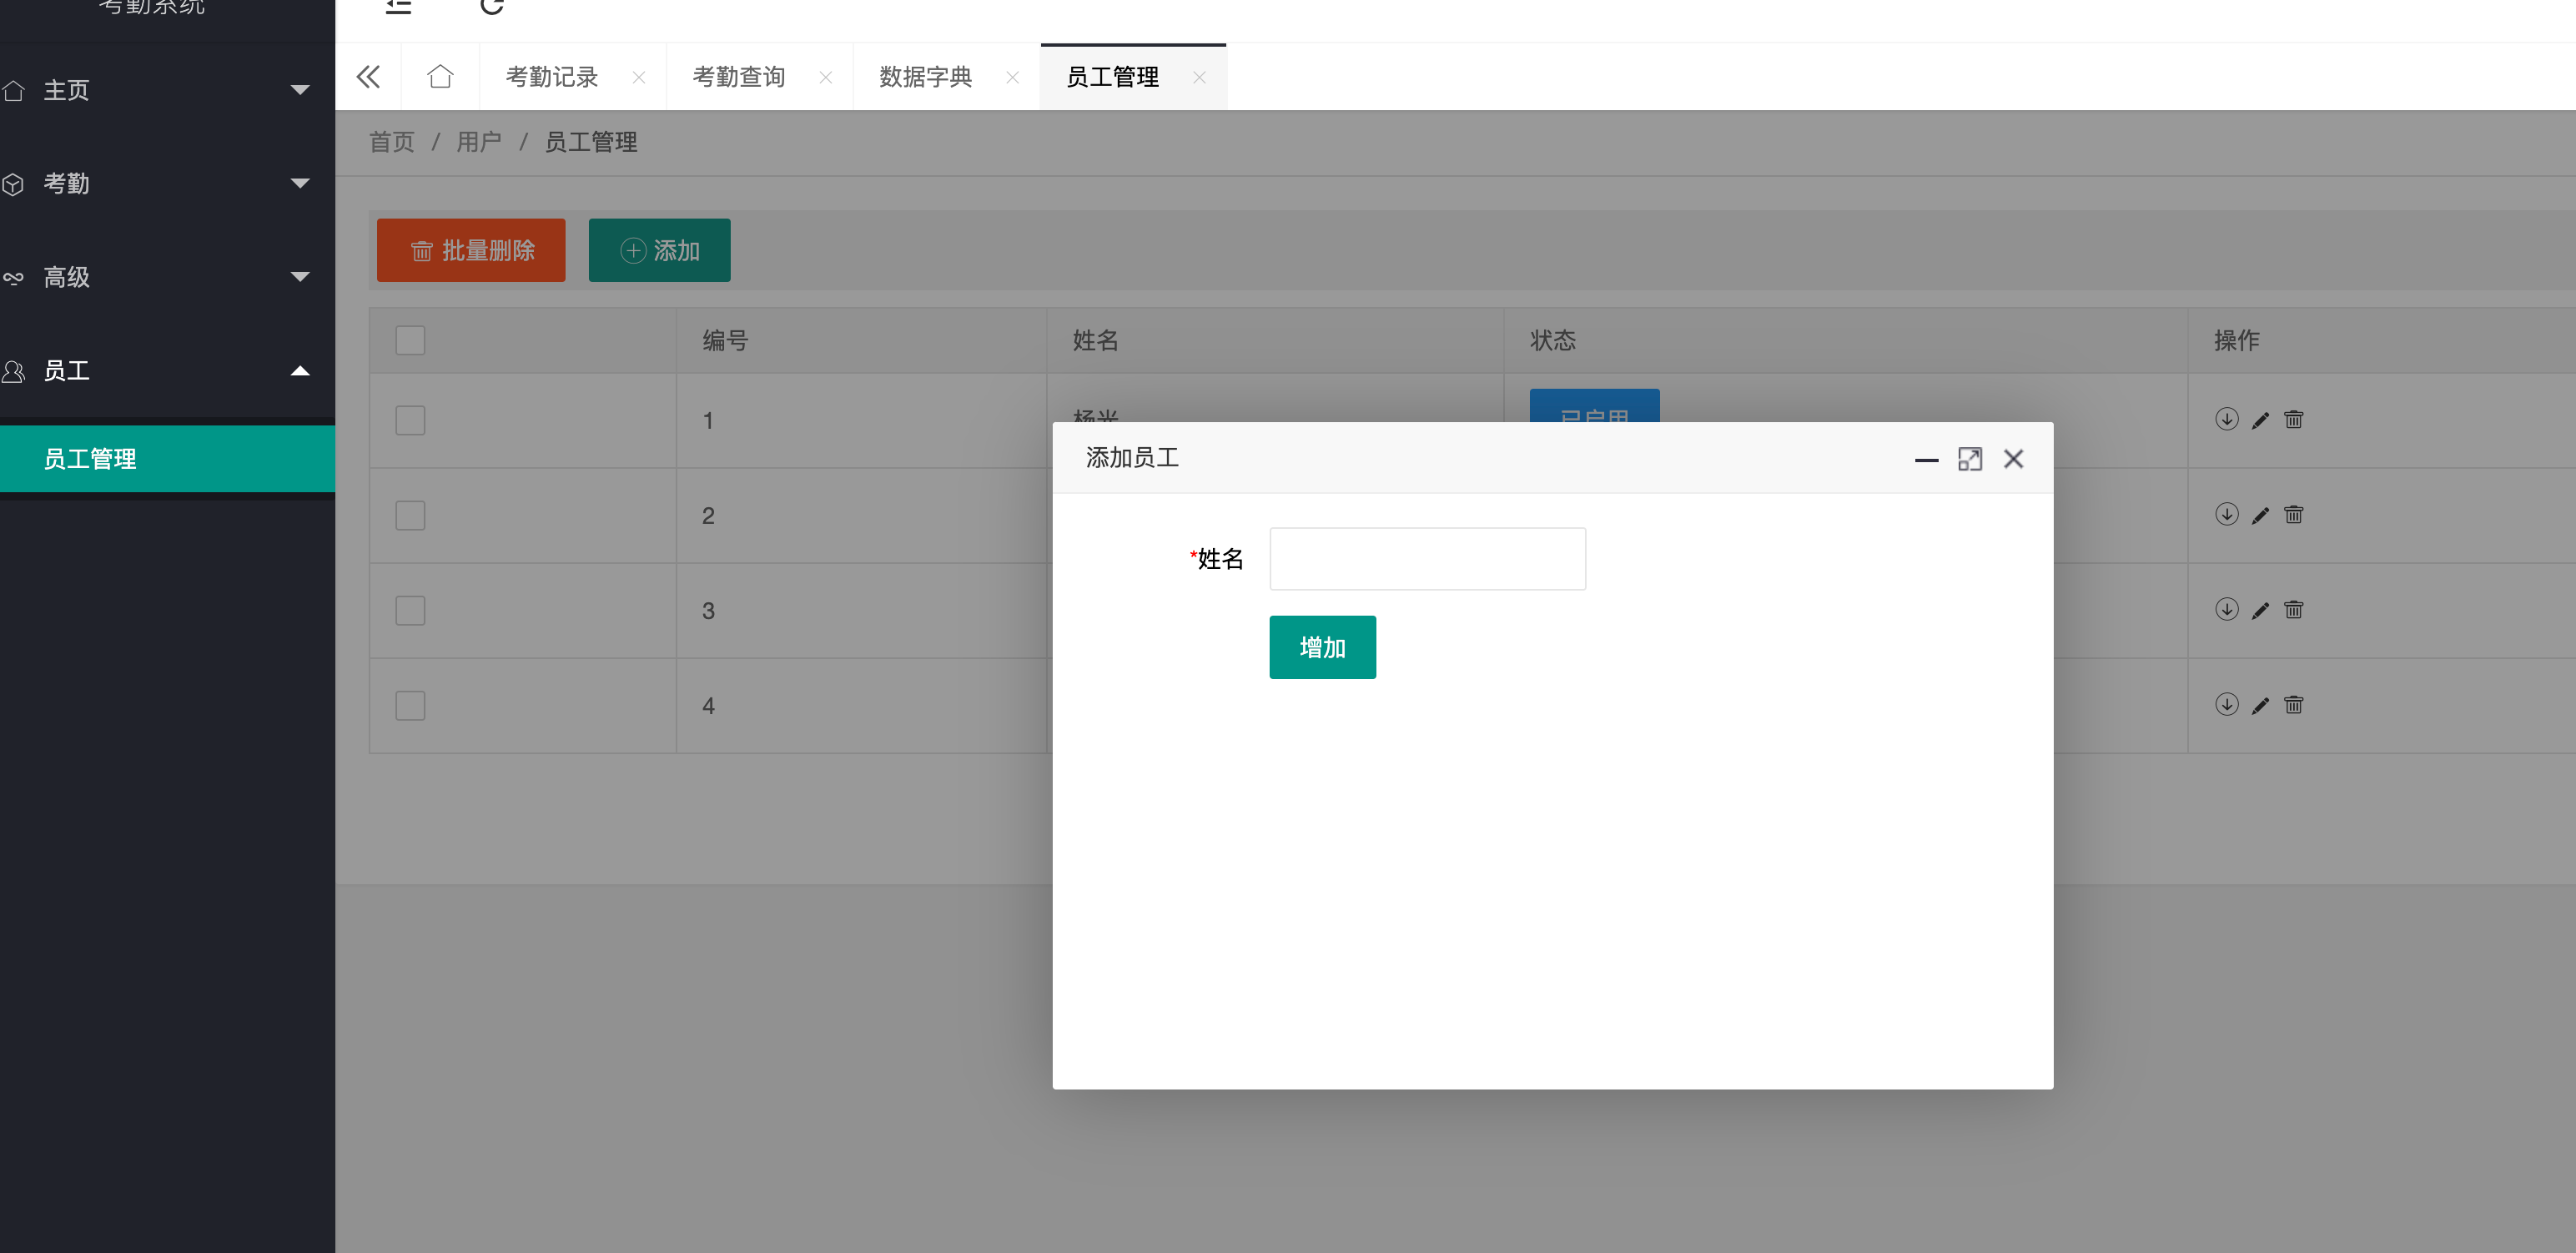 考勤系统
主页
考勤
高级
员工
员工管理
考勤记录 考勤查询 数据字典 员工管理
首页 / 用户 / 员工管理
批量删除 添加
编号 姓名 状态 操作
1 杨光 已启用
2
3
4
添加员工
*姓名
增加